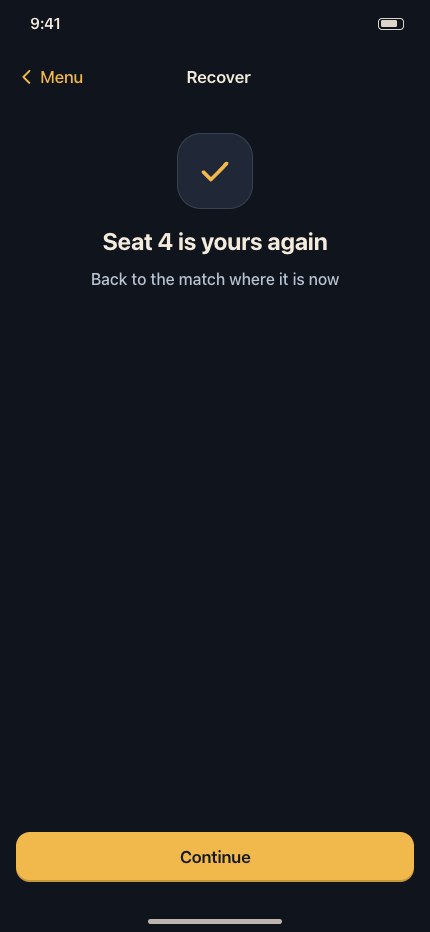 9:41
Menu
Recover
Seat 4 is yours again
Back to the match where it is now
Continue